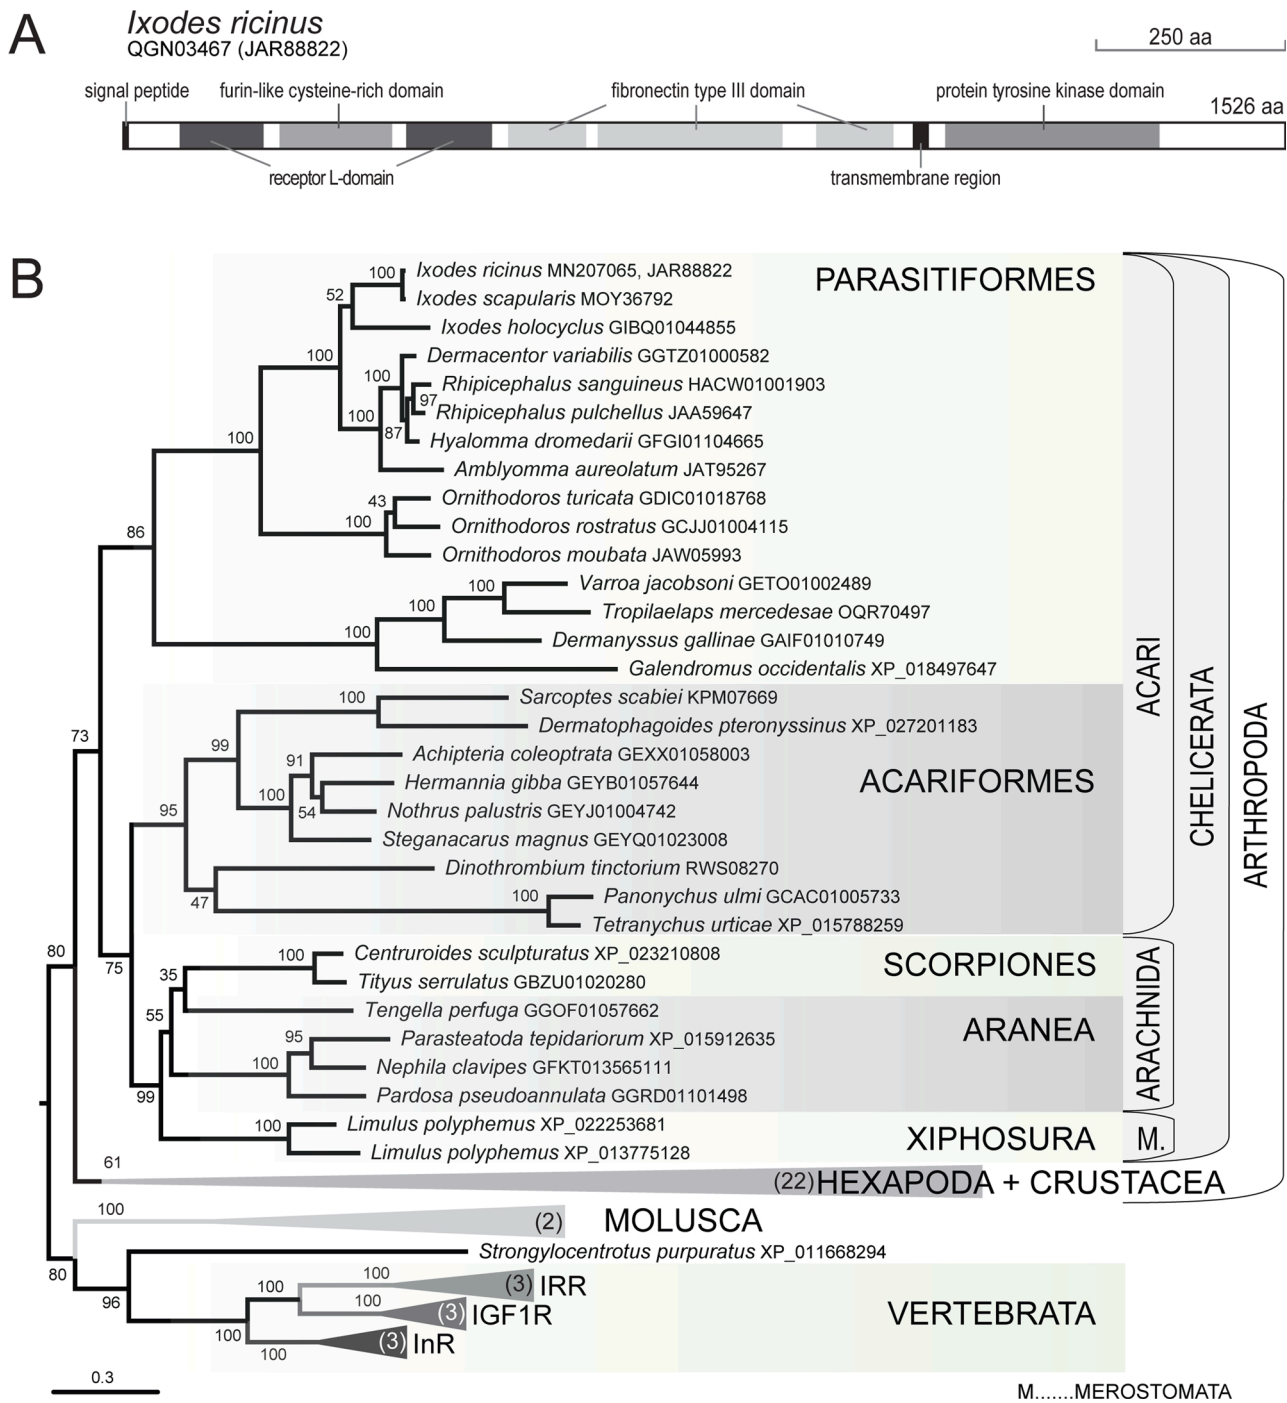 A
Ixodes ricinus
QGN03467 (JAR88822)
250 aa
signal peptide
furin-like cysteine-rich domain
fibronectin type III domain
protein tyrosine kinase domain
1526 aa
receptor L-domain
transmembrane region
B
PARASITIFORMES
100
Ixodes ricinus MN207065, JAR88822
52
Ixodes scapularis MOY36792
Ixodes holocyclus GIBQ01044855
100
Dermacentor variabilis GGTZ01000582
100
Rhipicephalus sanguineus HACW01001903
97
100
Rhipicephalus pulchellus JAA59647
87
100
Hyalomma dromedarii GFGI01104665
Amblyomma aureolatum JAT95267
43
Ornithodoros turicata GDIC01018768
100
Ornithodoros rostratus GCJJ01004115
86
Ornithodoros moubata JAW05993
100
Varroa jacobsoni GETO01002489
100
Tropilaelaps mercedesae OQR70497
100
Dermanyssus gallinae GAIF01010749
Galendromus occidentalis XP_018497647
ACARI
CHELICERATA
ARTHROPODA
100
Sarcoptes scabiei KPM07669
73
99
Dermatophagoides pteronyssinus XP_027201183
91
Achipteria coleoptrata GEXX01058003
ACARIFORMES
100
Hermannia gibba GEYB01057644
95
54
Nothrus palustris GEYJ01004742
Steganacarus magnus GEYQ01023008
Dinothrombium tinctorium RWS08270
47
100
Panonychus ulmi GCAC01005733
Tetranychus urticae XP_015788259
80
75
100
Centruroides sculpturatus XP_023210808
SCORPIONES
35
Tityus serrulatus GBZU01020280
55
Tengella perfuga GGOF01057662
ARANEA
95
Parasteatoda tepidariorum XP_015912635
100
Nephila clavipes GFKT013565111
99
Pardosa pseudoannulata GGRD01101498
ARACHNIDA
100
Limulus polyphemus XP_022253681
XIPHOSURA
M.
Limulus polyphemus XP_013775128
61
(22) HEXAPODA + CRUSTACEA
100
(2) MOLUSCA
Strongylocentrotus purpuratus XP_011668294
80
96
100
100
(3) IRR
100
(3) IGF1R
VERTEBRATA
100
(3) InR
100
0.3
M.......MEROSTOMATA